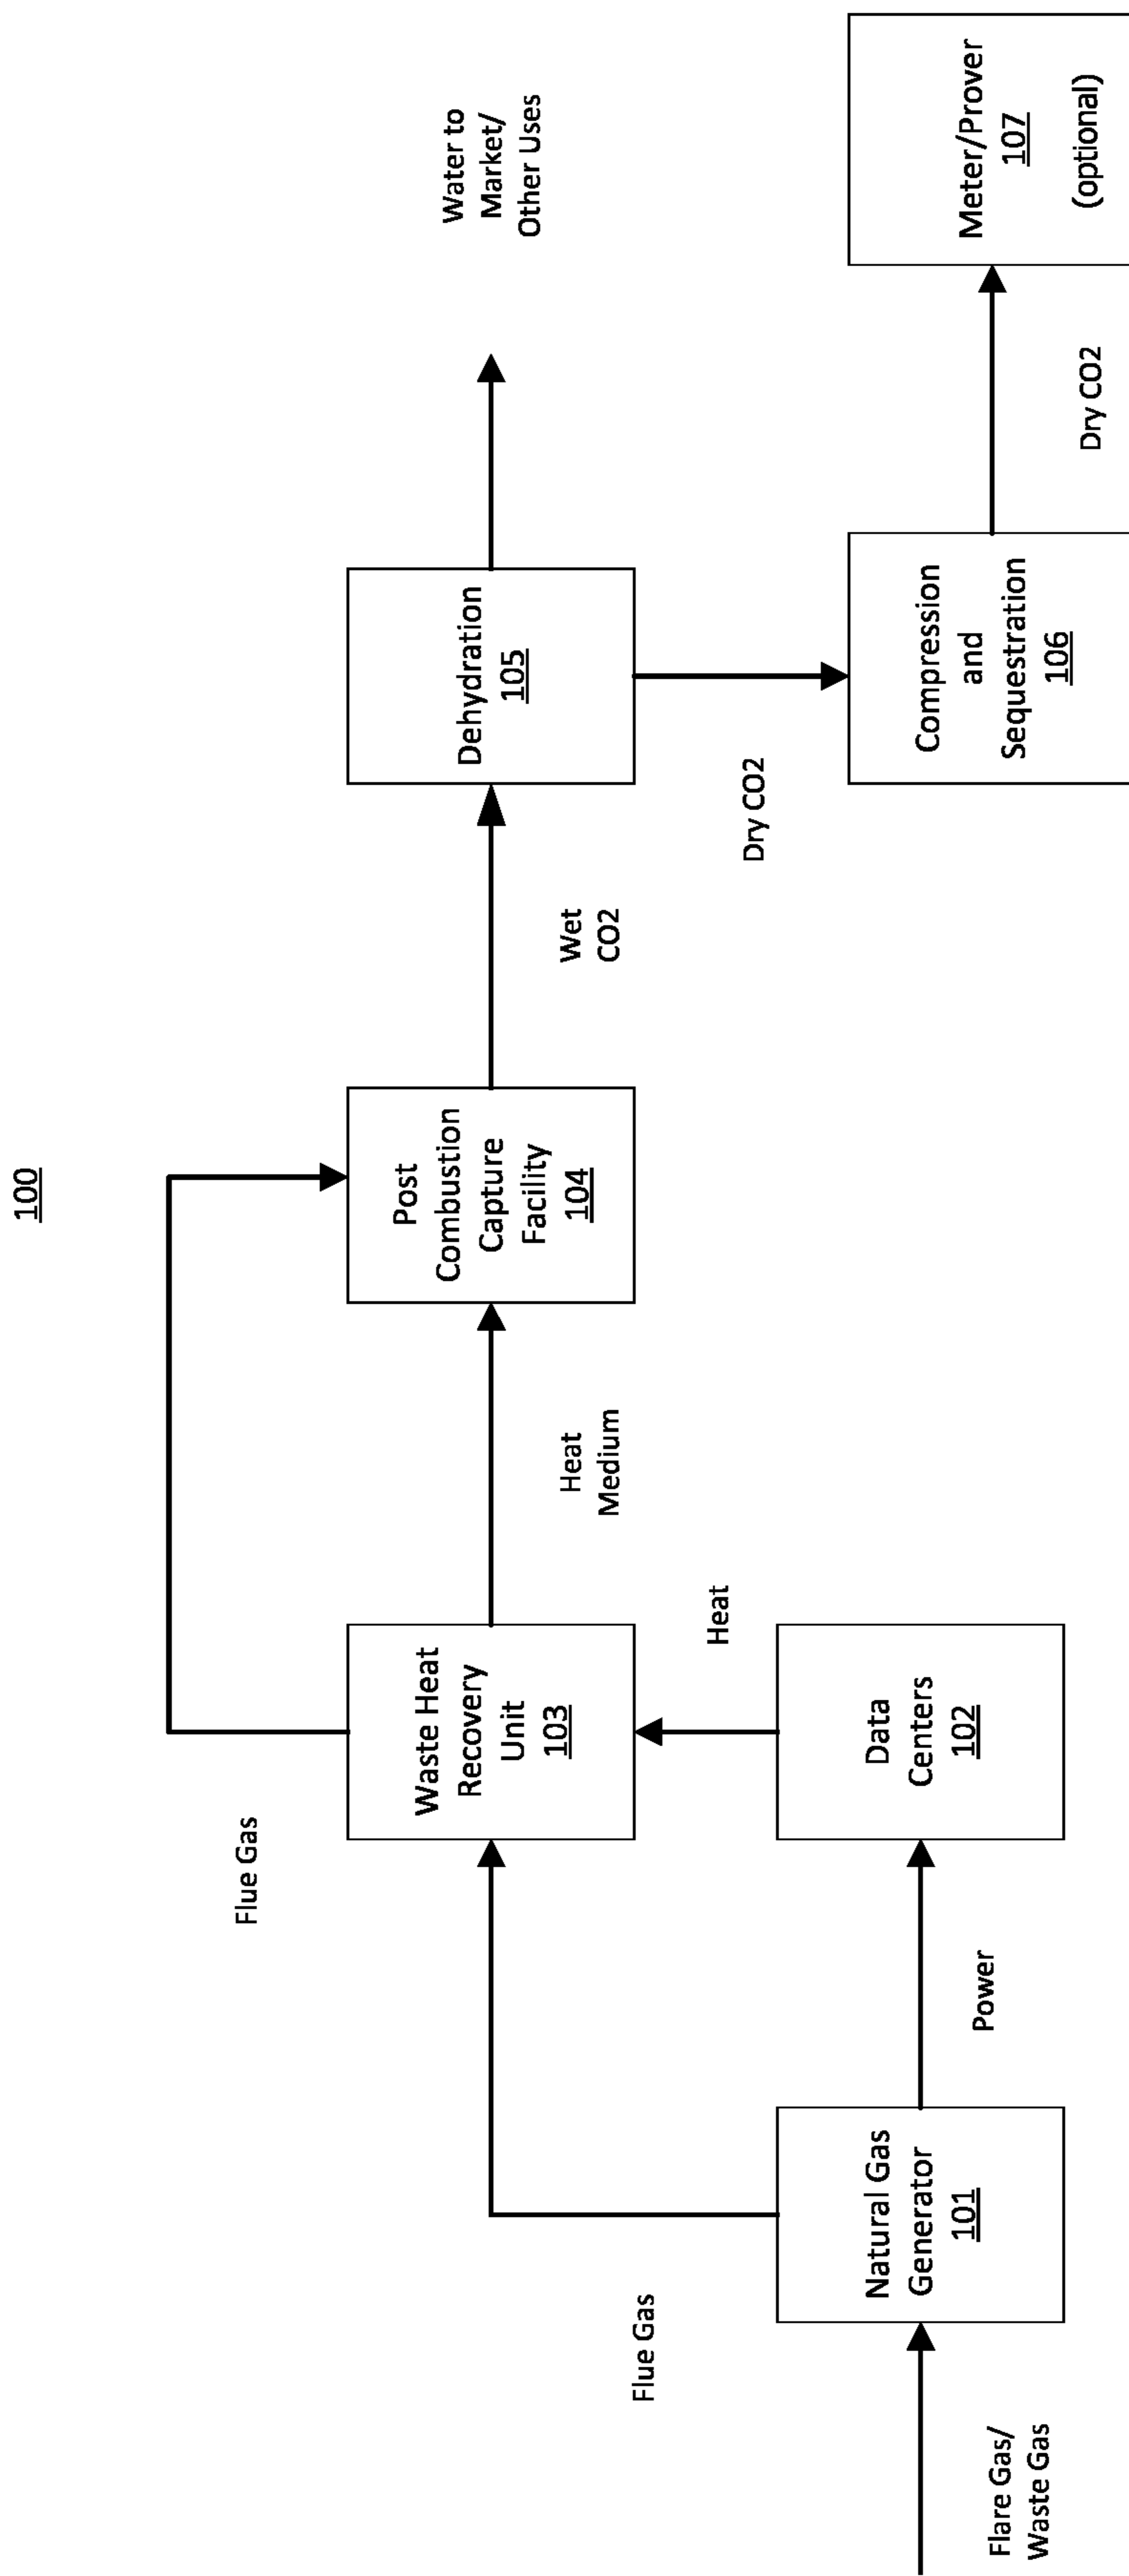 100
Flare Gas/
Waste Gas
Natural Gas
Generator
101
Flue Gas
Power
Data
Centers
102
Heat
Waste Heat
Recovery
Unit
103
Flue Gas
Heat
Medium
Post
Combustion
Capture
Facility
104
Wet
CO2
Dehydration
105
Water to
Market/
Other Uses
Dry CO2
Compression
and
Sequestration
106
Dry CO2
Meter/Prover
107
(optional)